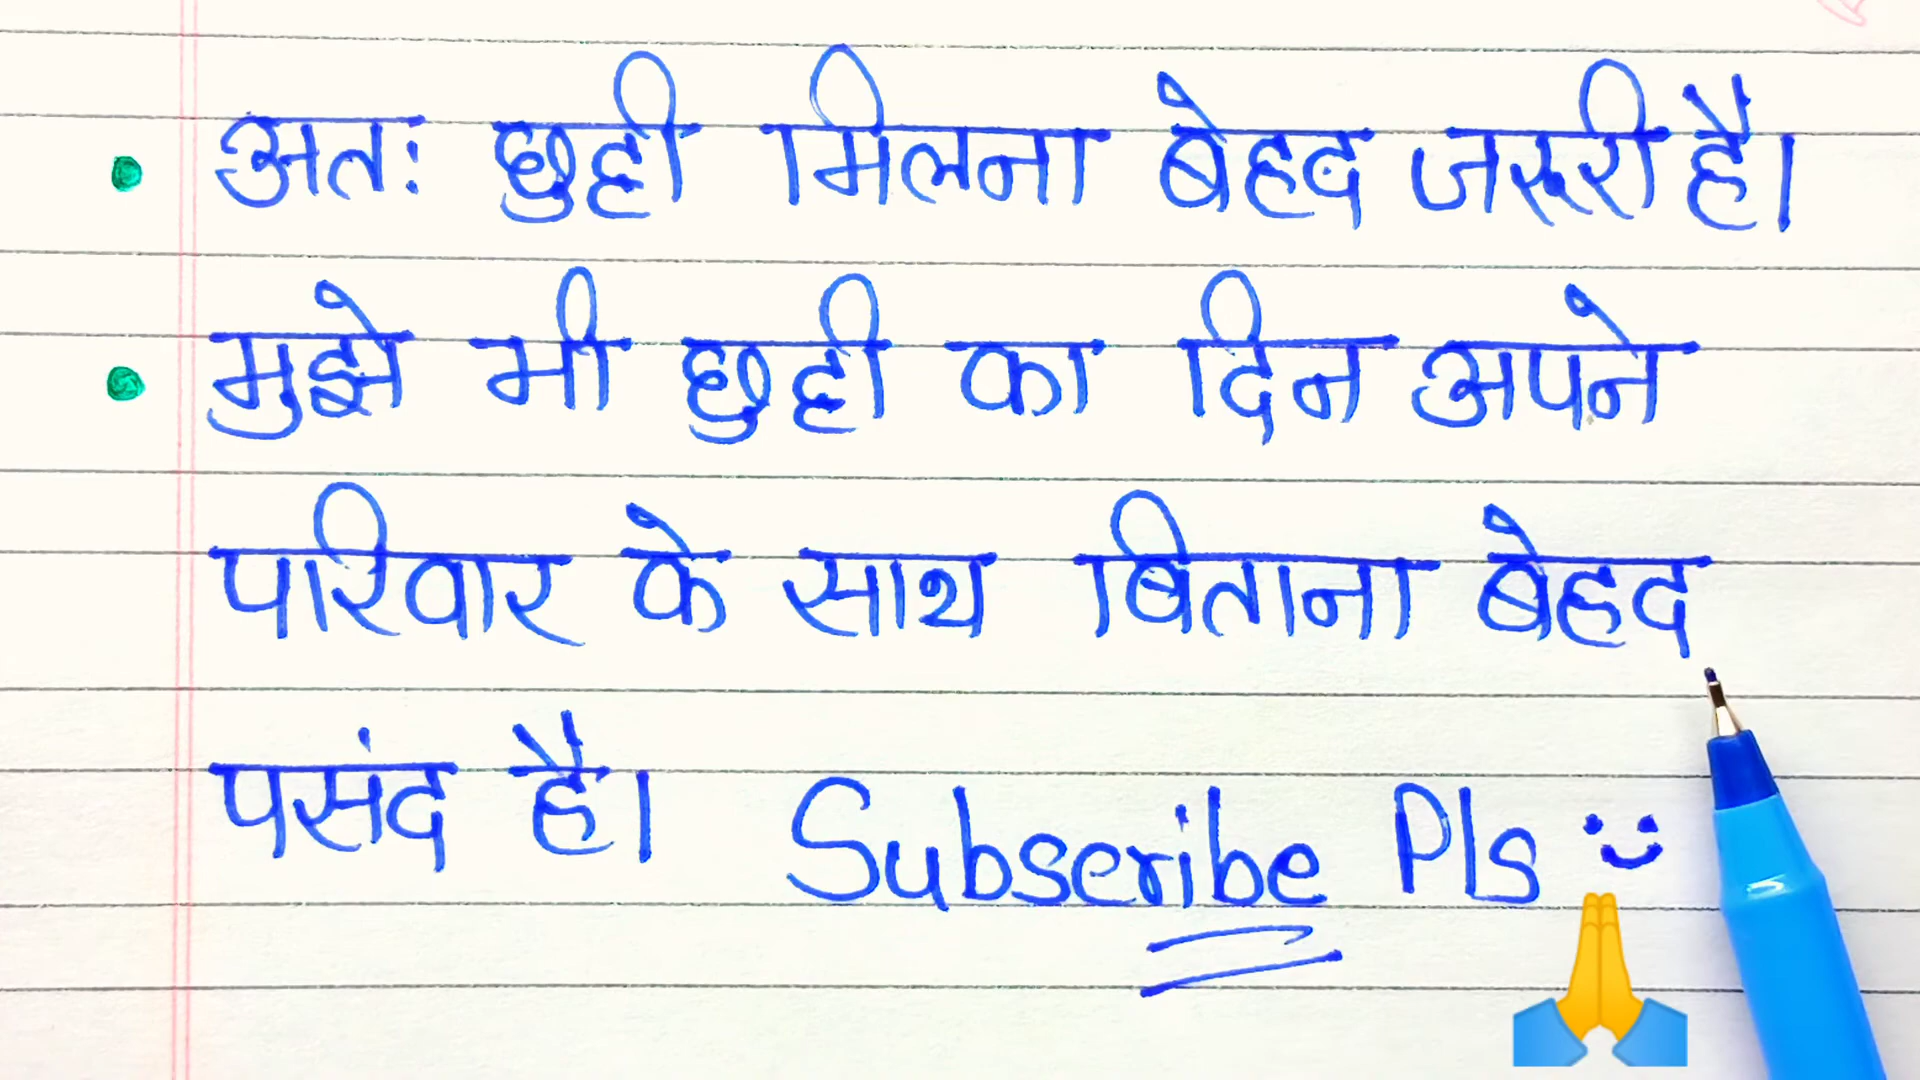 • अतः छुट्टी मिलना बेहद जरूरी है।
• मुझे भी छुट्टी का दिन अपने
परिवार के साथ बिताना बेहद
पसंद है। Subscribe Pls